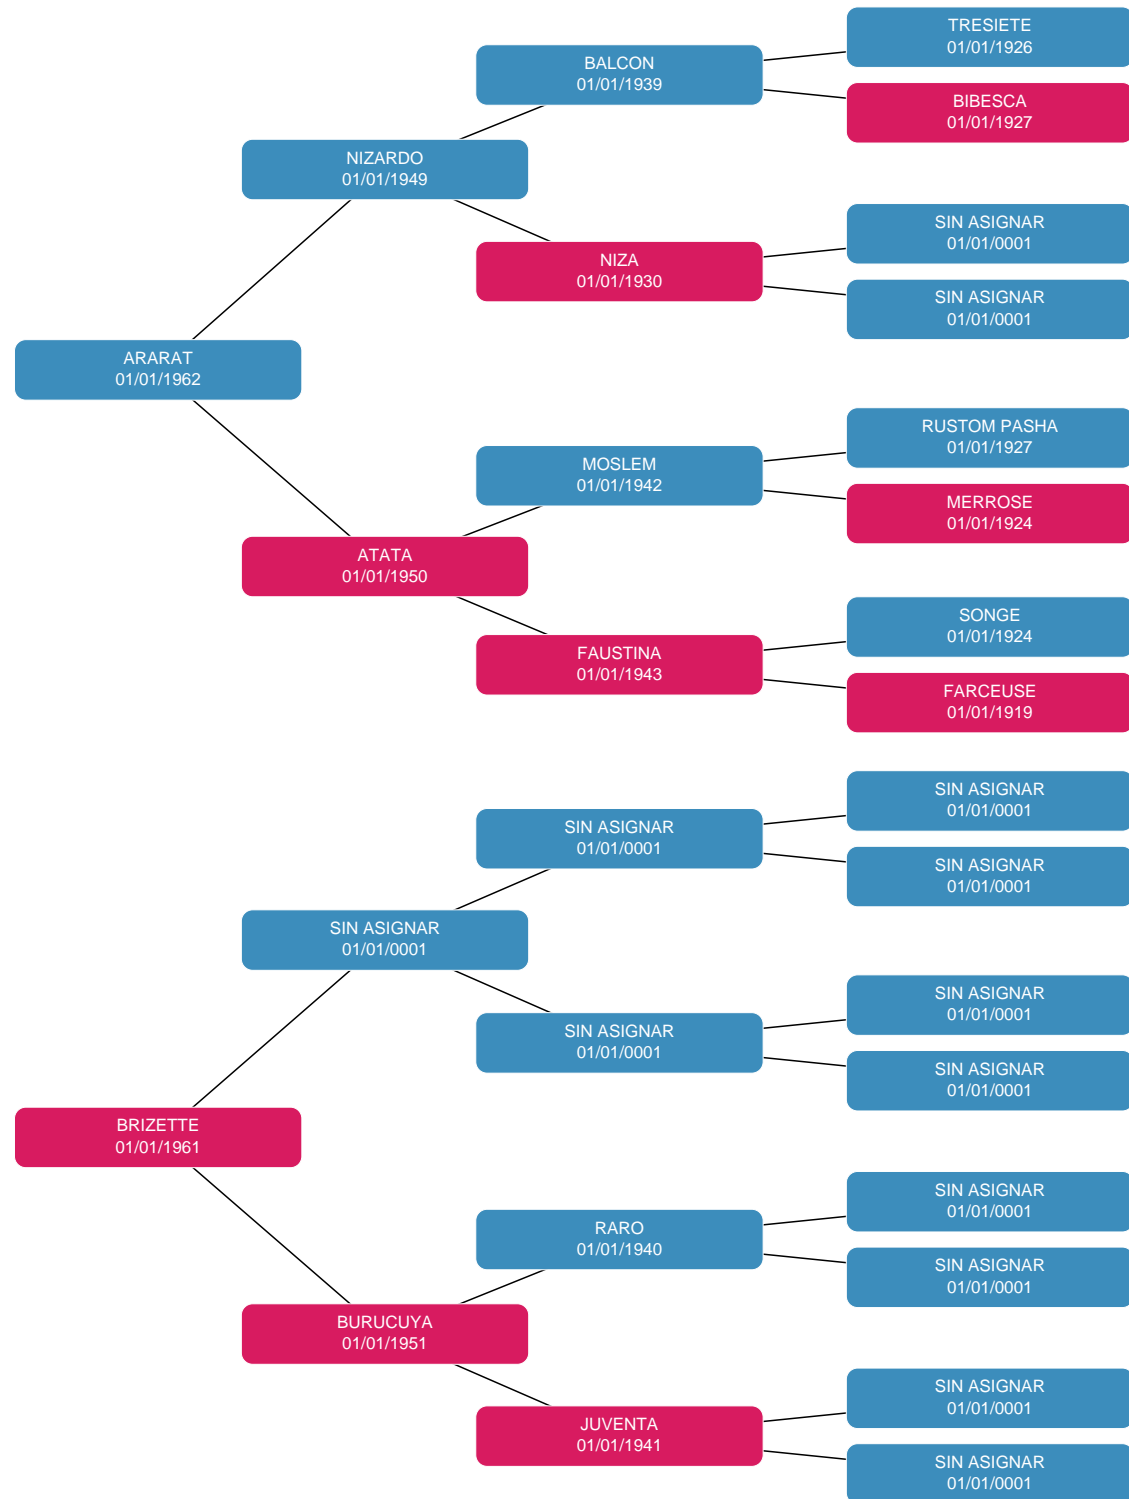 TRESIETE
01/01/1926
BALCON
01/01/1939
BIBESCA
01/01/1927
NIZARDO
01/01/1949
SIN ASIGNAR
01/01/0001
NIZA
01/01/1930
SIN ASIGNAR
01/01/0001
ARARAT
01/01/1962
RUSTOM PASHA
01/01/1927
MOSLEM
01/01/1942
MERROSE
01/01/1924
ATATA
01/01/1950
SONGE
01/01/1924
FAUSTINA
01/01/1943
FARCEUSE
01/01/1919
SIN ASIGNAR
01/01/0001
SIN ASIGNAR
01/01/0001
SIN ASIGNAR
01/01/0001
SIN ASIGNAR
01/01/0001
SIN ASIGNAR
01/01/0001
SIN ASIGNAR
01/01/0001
SIN ASIGNAR
01/01/0001
BRIZETTE
01/01/1961
SIN ASIGNAR
01/01/0001
RARO
01/01/1940
SIN ASIGNAR
01/01/0001
BURUCUYA
01/01/1951
SIN ASIGNAR
01/01/0001
JUVENTA
01/01/1941
SIN ASIGNAR
01/01/0001